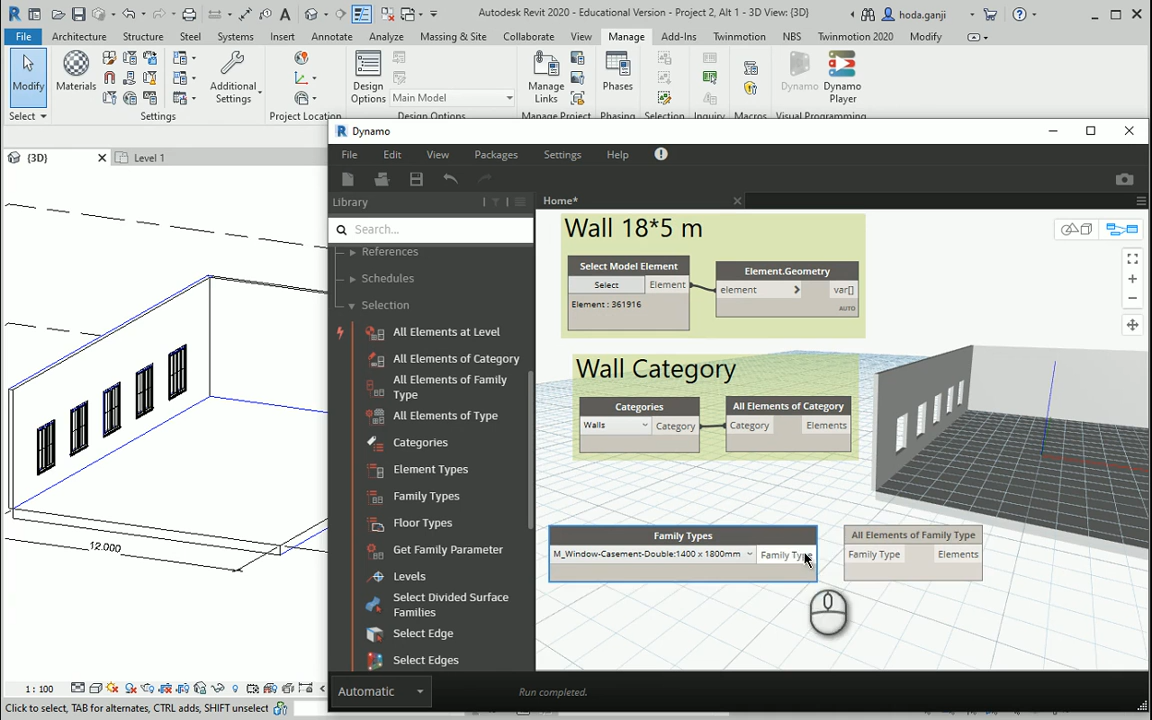 Autodesk Revit 2020 - Educational Version - Project 2, Alt 1 - 3D View: {3D}
hoda.ganji
File Architecture Structure Steel Systems Insert Annotate Analyze Massing & Site Collaborate View Manage Add-Ins Twinmotion NBS Twinmotion 2020 Modify
Modify
Materials
Additional
Settings
Design
Options
Main Model
Manage
Links
Phases
Dynamo
Dynamo
Player
Select
Settings
Project Location
Design Options
Manage Project
Phasing
Selection
Inquiry
Macros
Visual Programming
{3D}
Level 1
12.000
1 : 100
Click to select, TAB for alternates, CTRL adds, SHIFT unselect
Dynamo
File Edit View Packages Settings Help
Library
Search...
References
Schedules
Selection
All Elements at Level
All Elements of Category
All Elements of Family
Type
All Elements of Type
Categories
Element Types
Family Types
Floor Types
Get Family Parameter
Levels
Select Divided Surface
Families
Select Edge
Select Edges
Home*
Wall 18*5 m
Select Model Element
Select
Element
Element : 361916
Element.Geometry
element
>
var[]
AUTO
Wall Category
Categories
Walls
Category
All Elements of Category
Category
Elements
Family Types
M_Window-Casement-Double:1400 x 1800mm
Family Type
All Elements of Family Type
Family Type
Elements
Automatic
Run completed.